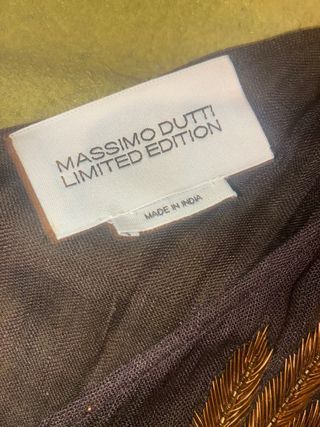 MASSIMO DUTTI
LIMITED EDITION
MADE IN INDIA